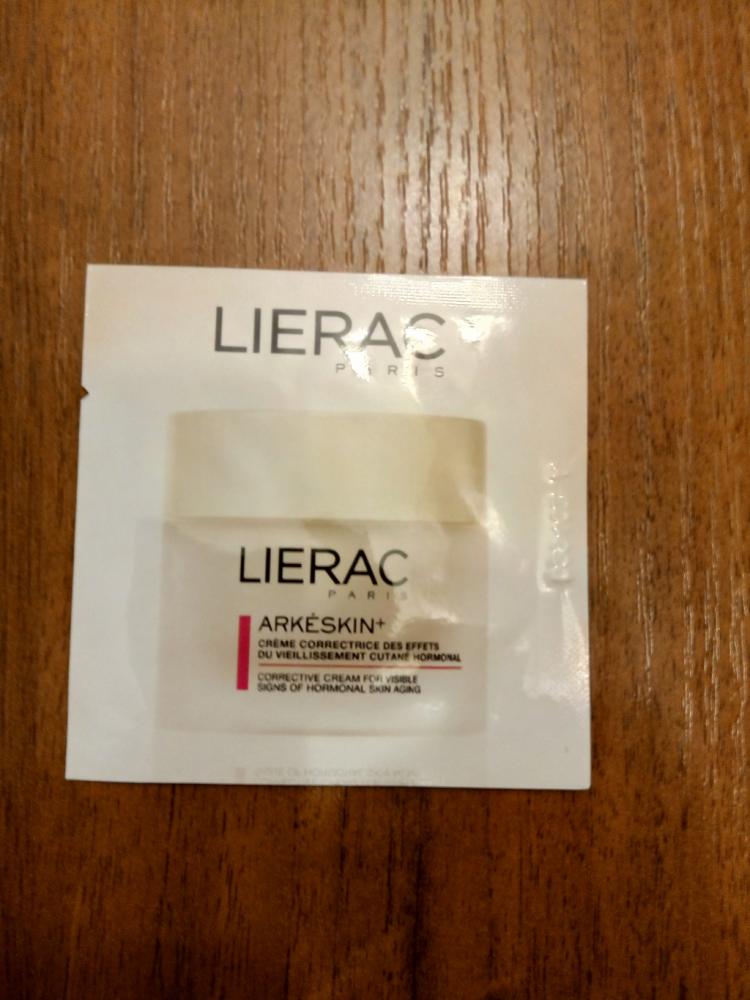 LIERAC
PARIS
LIERAC
PARIS
ARKÉSKIN+
CRÈME CORRECTRICE DES EFFETS
DU VIEILLISSEMENT CUTANÉ HORMONAL
CORRECTIVE CREAM FOR VISIBLE
SIGNS OF HORMONAL SKIN AGING